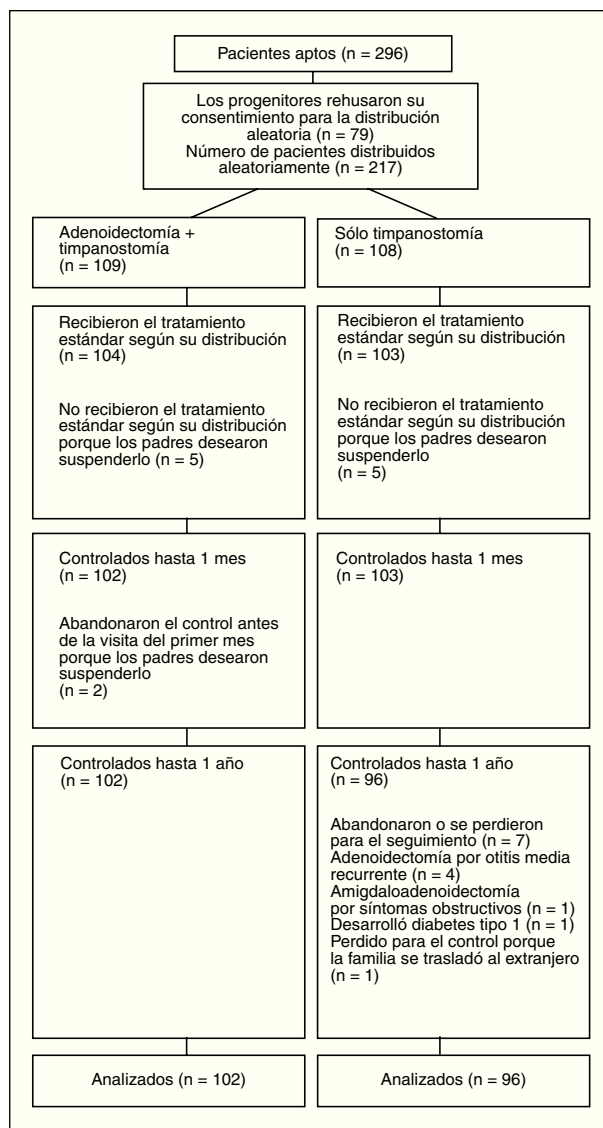 Pacientes aptos (n = 296)
Los progenitores rehusaron su
consentimiento para la distribución
aleatoria (n = 79)
Número de pacientes distribuidos
aleatoriamente (n = 217)
Adenoidectomía +
timpanostomía
(n = 109)
Sólo timpanostomía
(n = 108)
Recibieron el tratamiento
estándar según su distribución
(n = 104)
No recibieron el tratamiento
estándar según su distribución
porque los padres desearon
suspenderlo (n = 5)
Recibieron el tratamiento
estándar según su distribución
(n = 103)
No recibieron el tratamiento
estándar según su distribución
porque los padres desearon
suspenderlo
(n = 5)
Controlados hasta 1 mes
(n = 102)
Abandonaron el control antes
de la visita del primer mes
porque los padres desearon
suspenderlo
(n = 2)
Controlados hasta 1 mes
(n = 103)
Controlados hasta 1 año
(n = 102)
Controlados hasta 1 año
(n = 96)
Abandonaron o se perdieron
para el seguimiento (n = 7)
Adenoidectomía por otitis media
recurrente (n = 4)
Amigdaloadenoidectomía
por síntomas obstructivos (n = 1)
Desarrolló diabetes tipo 1 (n = 1)
Perdido para el control porque
la familia se trasladó al extranjero
(n = 1)
Analizados (n = 102)
Analizados (n = 96)